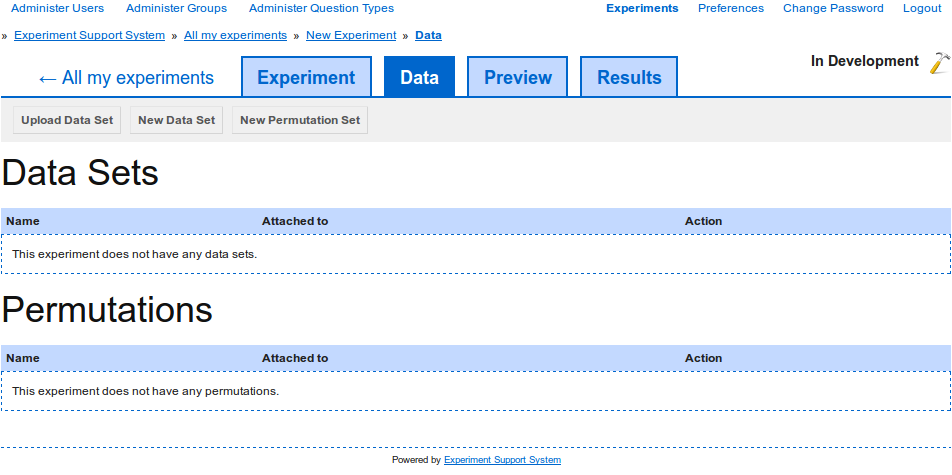 Administer Users Administer Groups Administer Question Types Experiments Preferences Change Password Logout
» Experiment Support System » All my experiments » New Experiment » Data
← All my experiments Experiment Data Preview Results In Development
Upload Data Set New Data Set New Permutation Set
Data Sets
Name Attached to Action
This experiment does not have any data sets.
Permutations
Name Attached to Action
This experiment does not have any permutations.
Powered by Experiment Support System